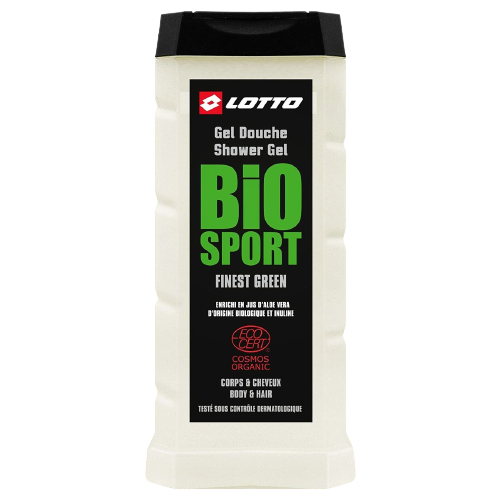 LOTTO
Gel Douche
Shower Gel
BiO
SPORT
FINEST GREEN
ENRICHI EN JUS D'ALOE VERA
D'ORIGINE BIOLOGIQUE ET INULINE
ECO
CERT
COSMOS
ORGANIC
CORPS & CHEVEUX
BODY & HAIR
TESTÉ SOUS CONTRÔLE DERMATOLOGIQUE